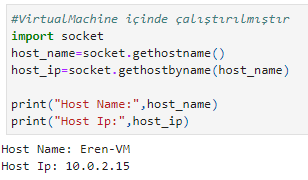 #VirtualMachine içinde çalıştırılmıştır
import socket
host_name=socket.gethostname()
host_ip=socket.gethostbyname(host_name)
print("Host Name:",host_name)
print("Host Ip:",host_ip)
Host Name: Eren-VM
Host Ip: 10.0.2.15